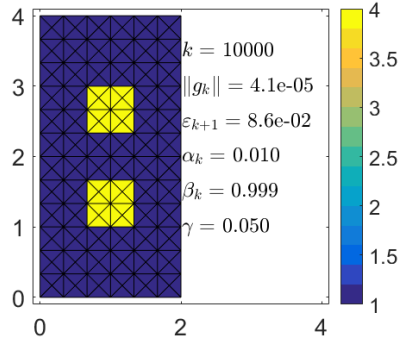 4
3
2
1
0
0
2
4
k = 10000
‖g_k‖ = 4.1e-05
ε_{k+1} = 8.6e-02
α_k = 0.010
β_k = 0.999
γ = 0.050
4
3.5
3
2.5
2
1.5
1